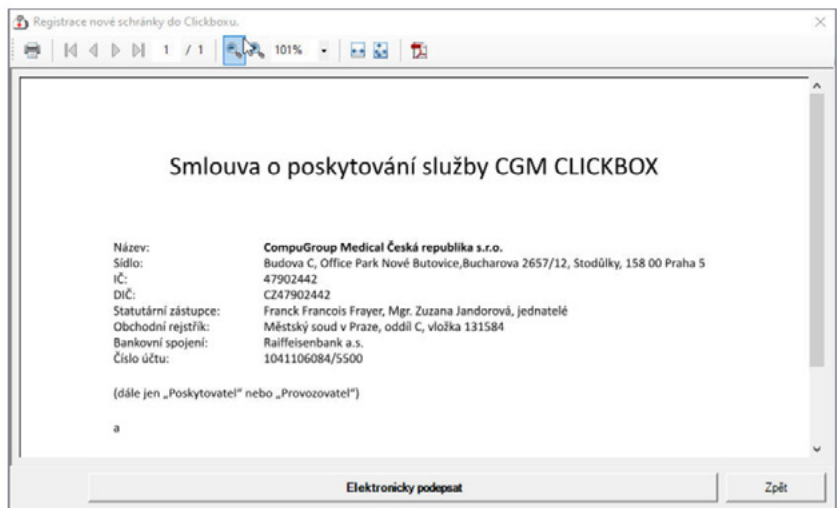 Registrace nové schránky do Clickboxu.
1 / 1 101%
Smlouva o poskytování služby CGM CLICKBOX
Název: CompuGroup Medical Česká republika s.r.o.
Sídlo: Budova C, Office Park Nové Butovice,Bucharova 2657/12, Stodůlky, 158 00 Praha 5
IČ: 47902442
DIČ: CZ47902442
Statutární zástupce: Franck Francois Frayer, Mgr. Zuzana Jandorová, jednatelé
Obchodní rejstřík: Městský soud v Praze, oddíl C, vložka 131584
Bankovní spojení: Raiffeisenbank a.s.
Číslo účtu: 1041106084/5500
(dále jen „Poskytovatel“ nebo „Provozovatel“)
a
Elektronicky podepsat Zpět